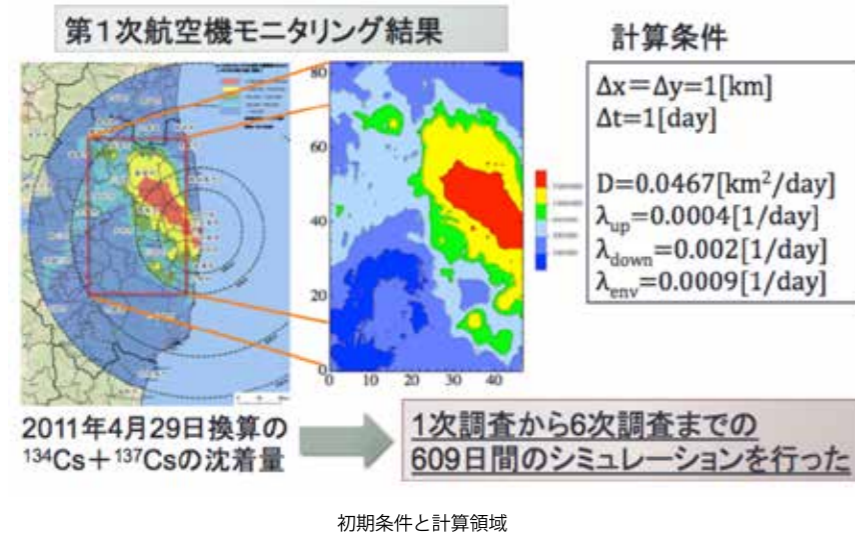 第1次航空機モニタリング結果
計算条件
Δx=Δy=1[km]
Δt=1[day]
D=0.0467[km²/day]
λup=0.0004[1/day]
λdown=0.002[1/day]
λenv=0.0009[1/day]
80
60
40
20
0
0 10 20 30 40
2011年4月29日換算の
¹³⁴Cs+¹³⁷Csの沈着量
1次調査から6次調査までの
609日間のシミュレーションを行った
初期条件と計算領域